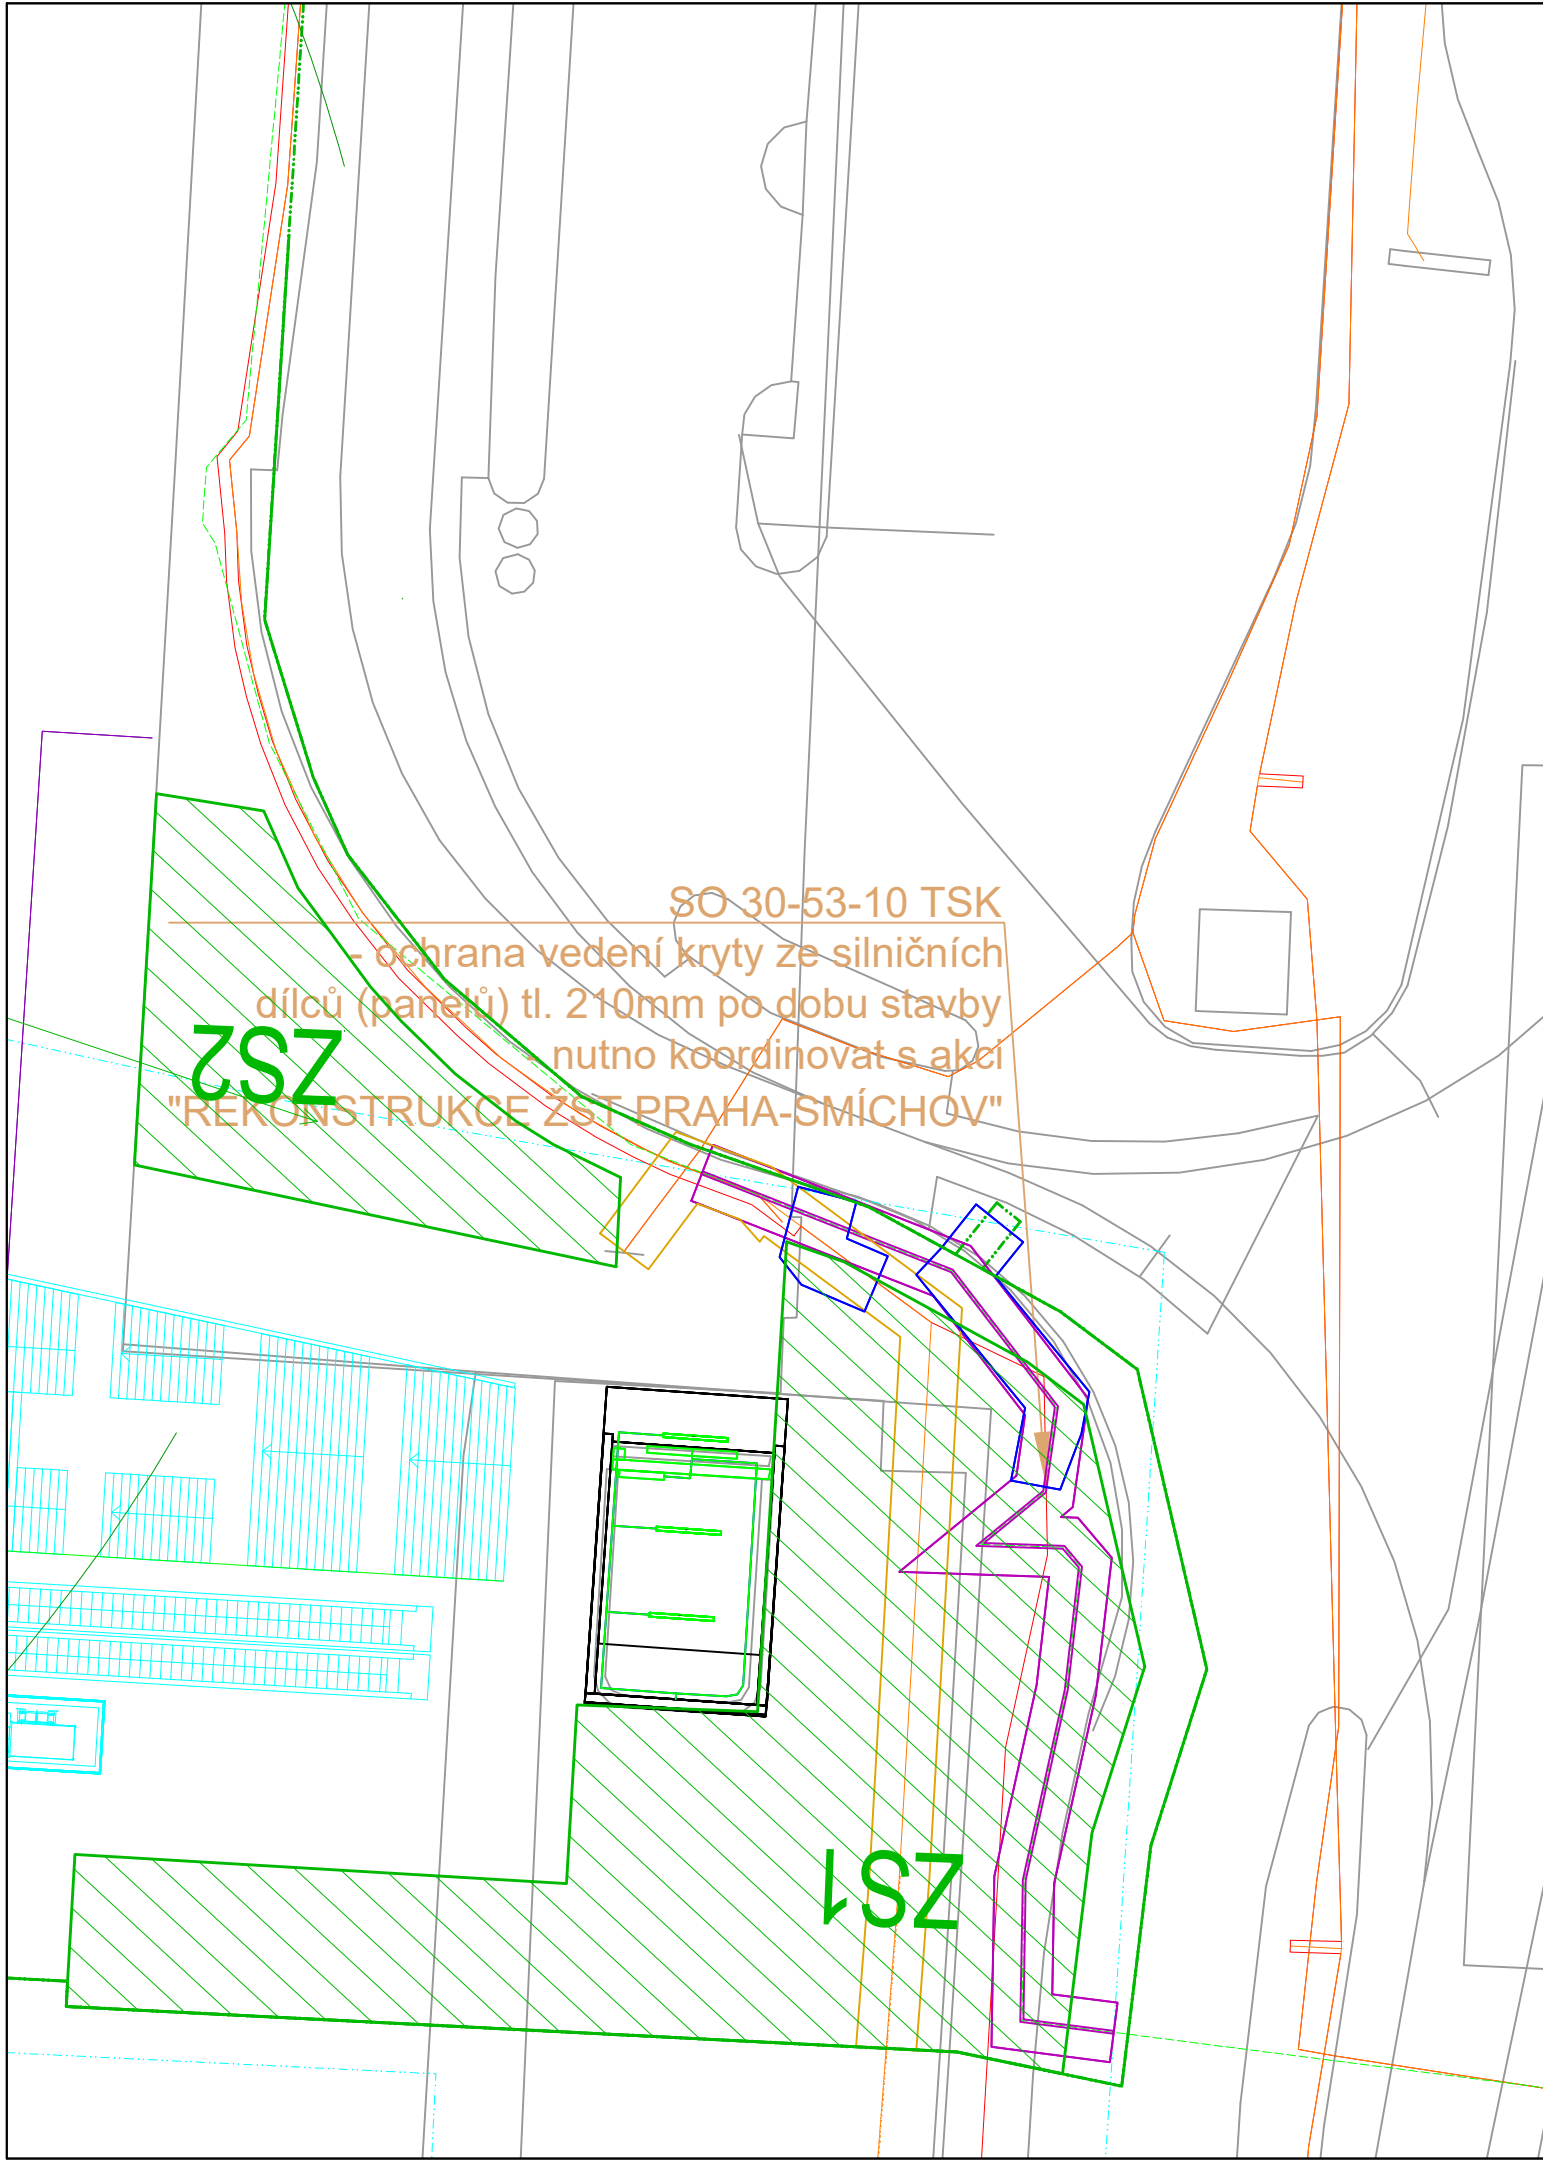 SO 30-53-10 TSK
- ochrana vedení kryty ze silničních
dílců (panelů) tl. 210mm po dobu stavby
nutno koordinovat s akcí
"REKONSTRUKCE ŽST PRAHA-SMÍCHOV"
ZS2
ZS1